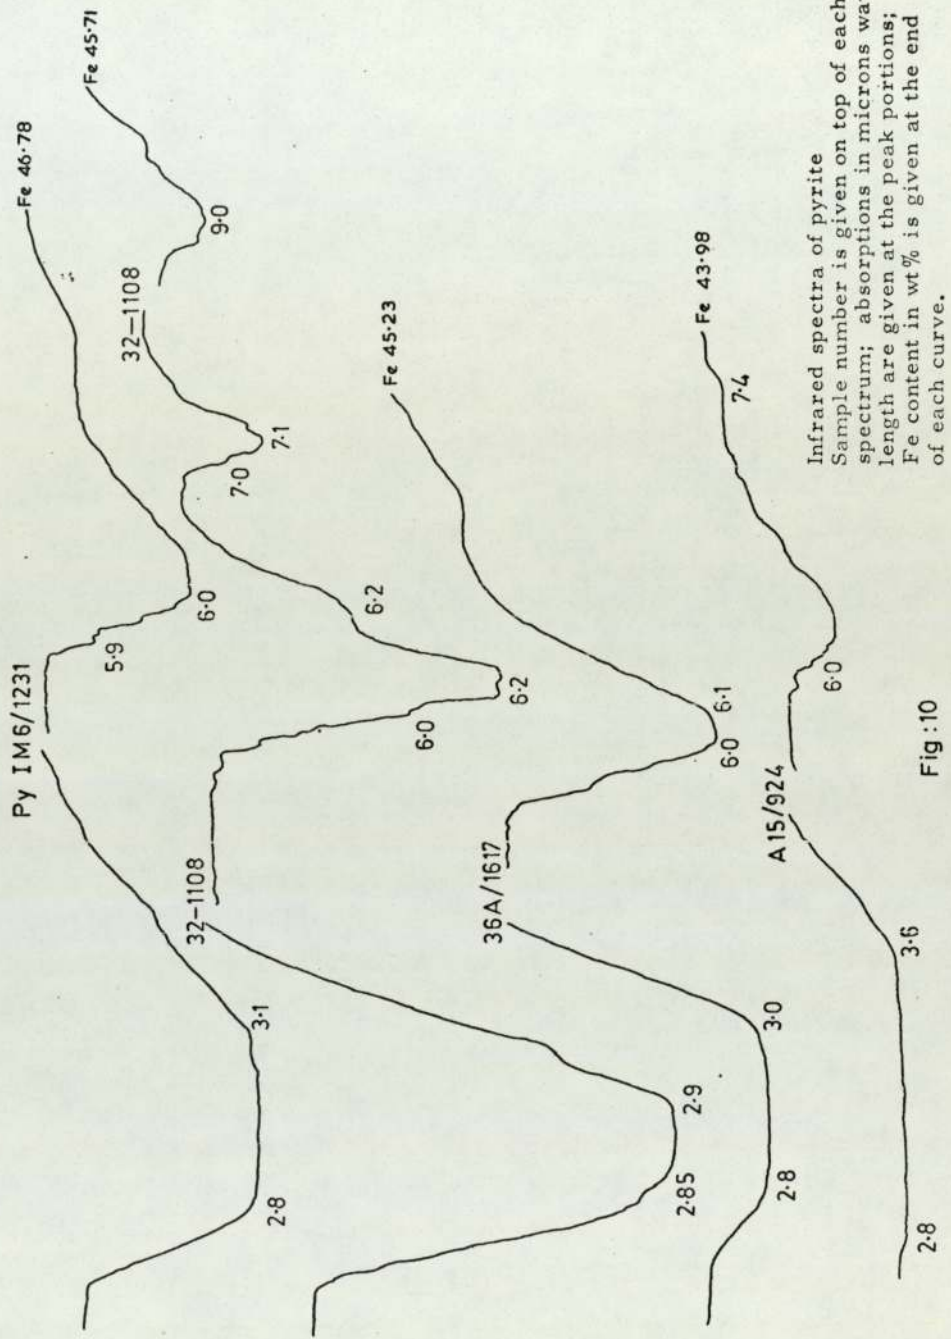 Py IM6/1231
2·8
3·1
5·9
6·0
Fe 46·78
32-1108
2·85
2·9
6·0
6·2
6·2
7·0
7·1
32-1108
9·0
Fe 45·71
36A/1617
2·8
3·0
6·0
6·1
Fe 45·23
A15/924
2·8
3·6
6·0
7·4
Fe 43·98
Infrared spectra of pyrite
Sample number is given on top of each
spectrum; absorptions in microns wa
length are given at the peak portions;
Fe content in wt% is given at the end
of each curve.
Fig:10